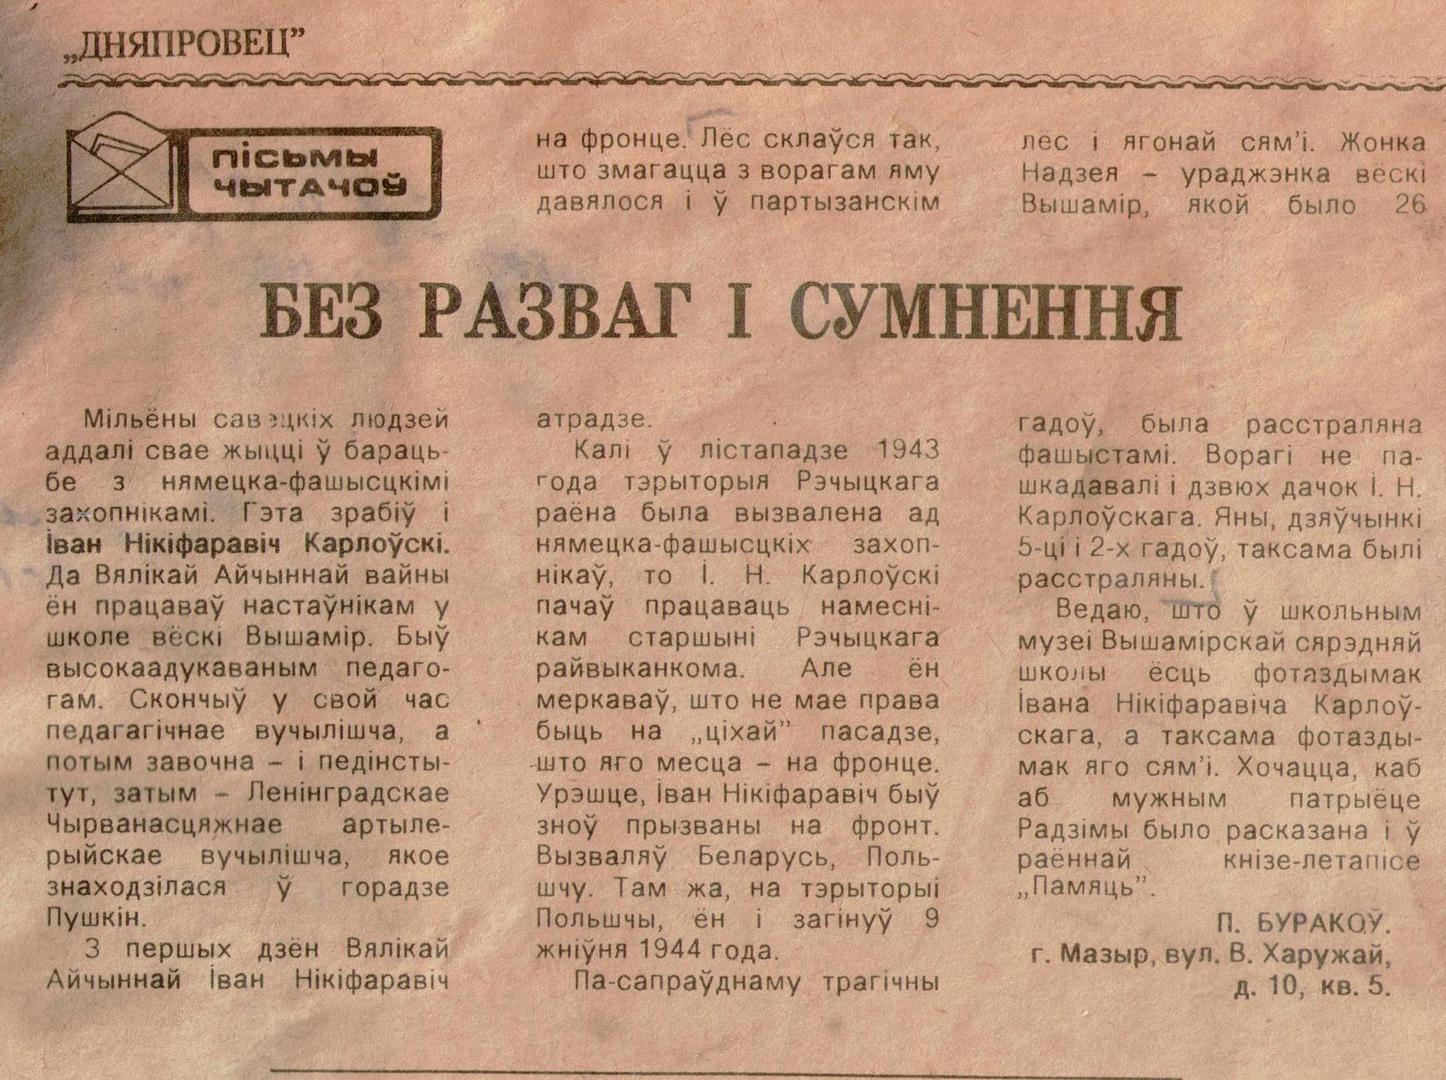 „ДНЯПРОВЕЦ”
ПІСЬМЫ
ЧЫТАЧОЎ
БЕЗ РАЗВАГ І СУМНЕННЯ
Мільёны савецкіх людзей
аддалі свае жыцці ў бараць-
бе з нямецка-фашысцкімі
захопнікамі. Гэта зрабіў і
Іван Нікіфаравіч Карлоўскі.
Да Вялікай Айчыннай вайны
ён працаваў настаўнікам у
школе вёскі Вышамір. Быў
высокаадукаваным педаго-
гам. Скончыў у свой час
педагагічнае вучылішча, а
потым завочна – і педінсты-
тут, затым – Ленінградскае
Чырванасцяжнае артыле-
рыйскае вучылішча, якое
знаходзілася ў горадзе
Пушкін.
З першых дзён Вялікай
Айчыннай Іван Нікіфаравіч
на фронце. Лёс склаўся так,
што змагацца з ворагам яму
давялося і ў партызанскім
атрадзе.
Калі ў лістападзе 1943
года тэрыторыя Рэчыцкага
раёна была вызвалена ад
нямецка-фашысцкіх захоп-
нікаў, то І. Н. Карлоўскі
пачаў працаваць намесні-
кам старшыні Рэчыцкага
райвыканкома. Але ён
меркаваў, што не мае права
быць на „ціхай” пасадзе,
што яго месца – на фронце.
Урэшце, Іван Нікіфаравіч быў
зноў прызваны на фронт.
Вызваляў Беларусь, Поль-
шчу. Там жа, на тэрыторыі
Польшчы, ён і загінуў 9
жніўня 1944 года.
Па-сапраўднаму трагічны
лёс і ягонай сям'і. Жонка
Надзея – ураджэнка вёскі
Вышамір, якой было 26
гадоў, была расстраляна
фашыстамі. Ворагі не па-
шкадавалі і дзвюх дачок І. Н.
Карлоўскага. Яны, дзяўчынкі
5-ці і 2-х гадоў, таксама былі
расстраляны.
Ведаю, што ў школьным
музеі Вышамірскай сярэдняй
школы ёсць фотаздымак
Івана Нікіфаравіча Карлоў-
скага, а таксама фотазды-
мак яго сям'і. Хочацца, каб
аб мужным патрыёце
Радзімы было расказана і ў
раённай кнізе-летапісе
„Памяць”.
П. БУРАКОЎ.
г. Мазыр, вул. В. Харужай,
д. 10, кв. 5.